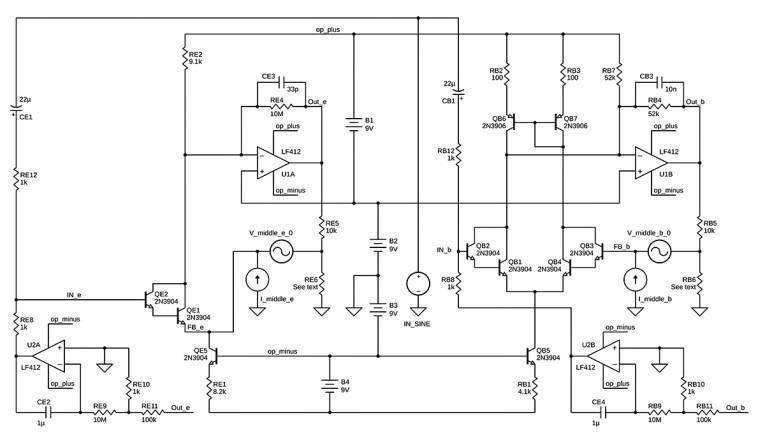 op_plus
RE2
9.1k
CE3
33p
RE4
10M
Out_e
op_plus
LF412
U1A
op_minus
B1
9V
22µ
CE1
RE12
1k
RE5
10k
V_middle_e_0
RE6
See text
I_middle_e
IN_e
QE2
2N3904
QE1
2N3904
FB_e
B2
9V
B3
9V
IN_SINE
RE8
1k
op_minus
U2A
LF412
op_plus
RE10
1k
CE2
1µ
RE9
10M
RE11
100k
Out_e
QE5
2N3904
RE1
8.2k
op_minus
B4
9V
22µ
CB1
RB12
1k
RB2
100
RB3
100
RB7
52k
CB3
10n
RB4
52k
Out_b
QB6
2N3906
QB7
2N3906
op_plus
LF412
U1B
op_minus
IN_b
QB2
2N3904
QB1
2N3904
QB3
2N3904
QB4
2N3904
FB_b
V_middle_b_0
RB5
10k
RB6
See text
I_middle_b
RB8
1k
QB5
2N3904
RB1
4.1k
op_minus
U2B
LF412
op_plus
RB10
1k
CE4
1µ
RB9
10M
RB11
100k
Out_b